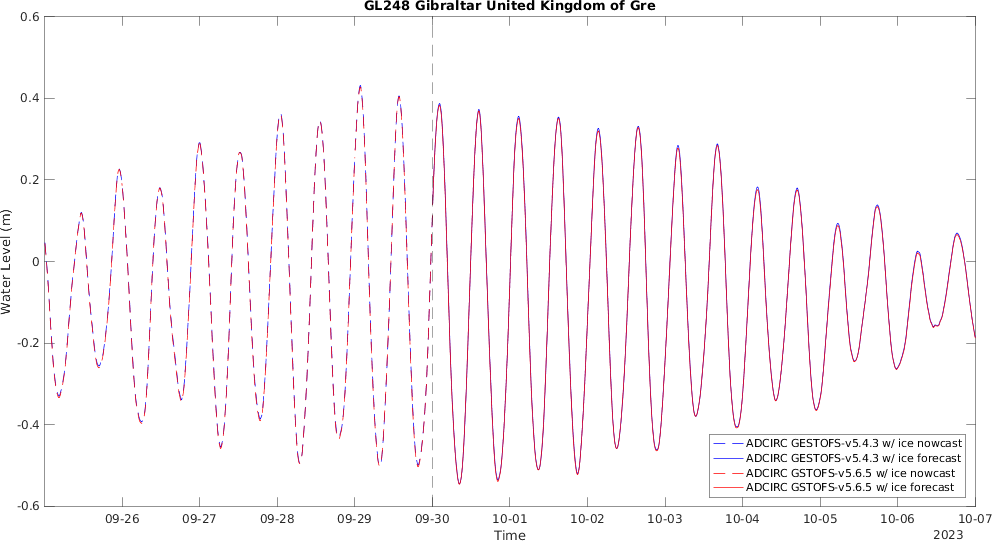 GL248 Gibraltar United Kingdom of Gre
0.6
0.4
0.2
0
-0.2
-0.4
-0.6
Water Level (m)
ADCIRC GESTOFS-v5.4.3 w/ ice nowcast
ADCIRC GESTOFS-v5.4.3 w/ ice forecast
ADCIRC GSTOFS-v5.6.5 w/ ice nowcast
ADCIRC GSTOFS-v5.6.5 w/ ice forecast
09-26 09-27 09-28 09-29 09-30 10-01 10-02 10-03 10-04 10-05 10-06 10-07
Time
2023